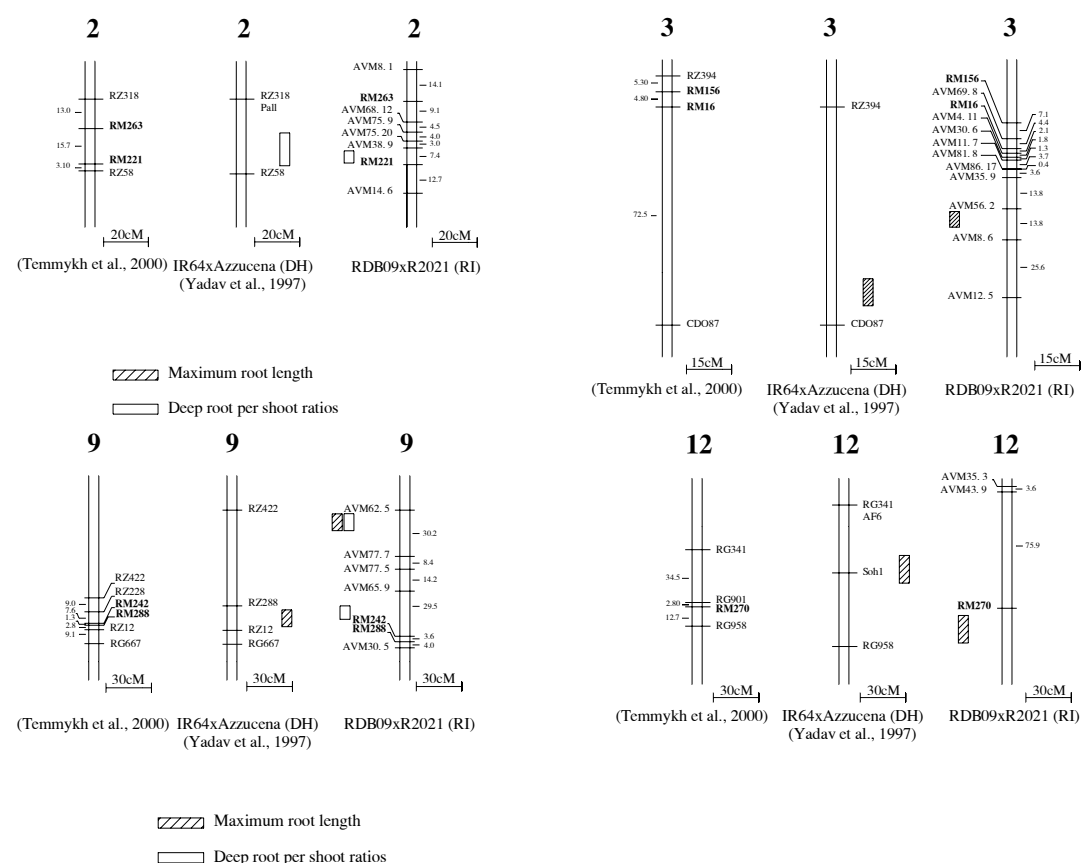 2
RZ318
13.0
RM263
15.7
RM221
3.10
RZ58
20cM
(Temmykh et al., 2000)
2
RZ318
Pall
RZ58
20cM
IR64xAzzucena (DH)
(Yadav et al., 1997)
2
AVM8. 1
14.1
RM263
9.1
AVM68. 12
AVM75. 9
4.5
AVM75. 20
4.0
AVM38. 9
3.0
7.4
RM221
12.7
AVM14. 6
20cM
RDB09xR2021 (RI)
Maximum root length
Deep root per shoot ratios
3
RZ394
5.30
RM156
4.80
RM16
72.5
CDO87
15cM
(Temmykh et al., 2000)
3
RZ394
CDO87
15cM
IR64xAzzucena (DH)
(Yadav et al., 1997)
3
RM156
AVM69. 8
RM16
AVM4. 11
AVM30. 6
AVM11. 7
AVM81. 8
AVM86. 17
AVM35. 9
AVM56. 2
AVM8. 6
AVM12. 5
7.1
4.4
2.1
1.8
1.3
3.7
0.4
3.6
13.8
13.8
25.6
15cM
RDB09xR2021 (RI)
9
RZ422
RZ228
9.0
RM242
7.6
RM288
1.3
2.8
RZ12
9.1
RG667
30cM
(Temmykh et al., 2000)
9
RZ422
RZ288
RZ12
RG667
30cM
IR64xAzzucena (DH)
(Yadav et al., 1997)
9
AVM62. 5
30.2
AVM77. 7
8.4
AVM77. 5
14.2
AVM65. 9
29.5
RM242
RM288
3.6
4.0
AVM30. 5
30cM
RDB09xR2021 (RI)
12
RG341
34.5
RG901
2.80
RM270
12.7
RG958
30cM
(Temmykh et al., 2000)
12
RG341
AF6
Soh1
RG958
30cM
IR64xAzzucena (DH)
(Yadav et al., 1997)
12
AVM35. 3
AVM43. 9
3.6
75.9
RM270
30cM
RDB09xR2021 (RI)
Maximum root length
Deep root per shoot ratios